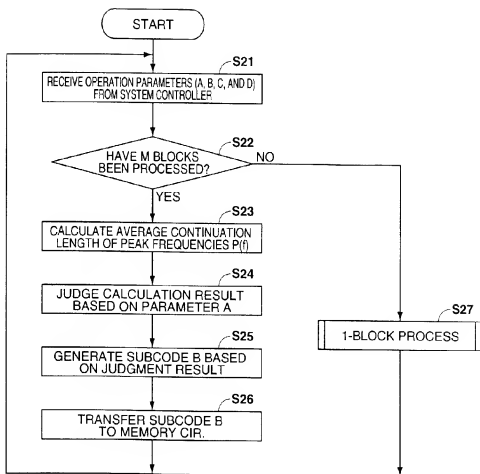 START
S21
RECEIVE OPERATION PARAMETERS (A, B, C, AND D)
FROM SYSTEM CONTROLLER
S22
HAVE M BLOCKS
BEEN PROCESSED?
NO
YES
S23
CALCULATE AVERAGE CONTINUATION
LENGTH OF PEAK FREQUENCIES P(f)
S24
JUDGE CALCULATION RESULT
BASED ON PARAMETER A
S27
1-BLOCK PROCESS
S25
GENERATE SUBCODE B BASED
ON JUDGMENT RESULT
S26
TRANSFER SUBCODE B
TO MEMORY CIR.